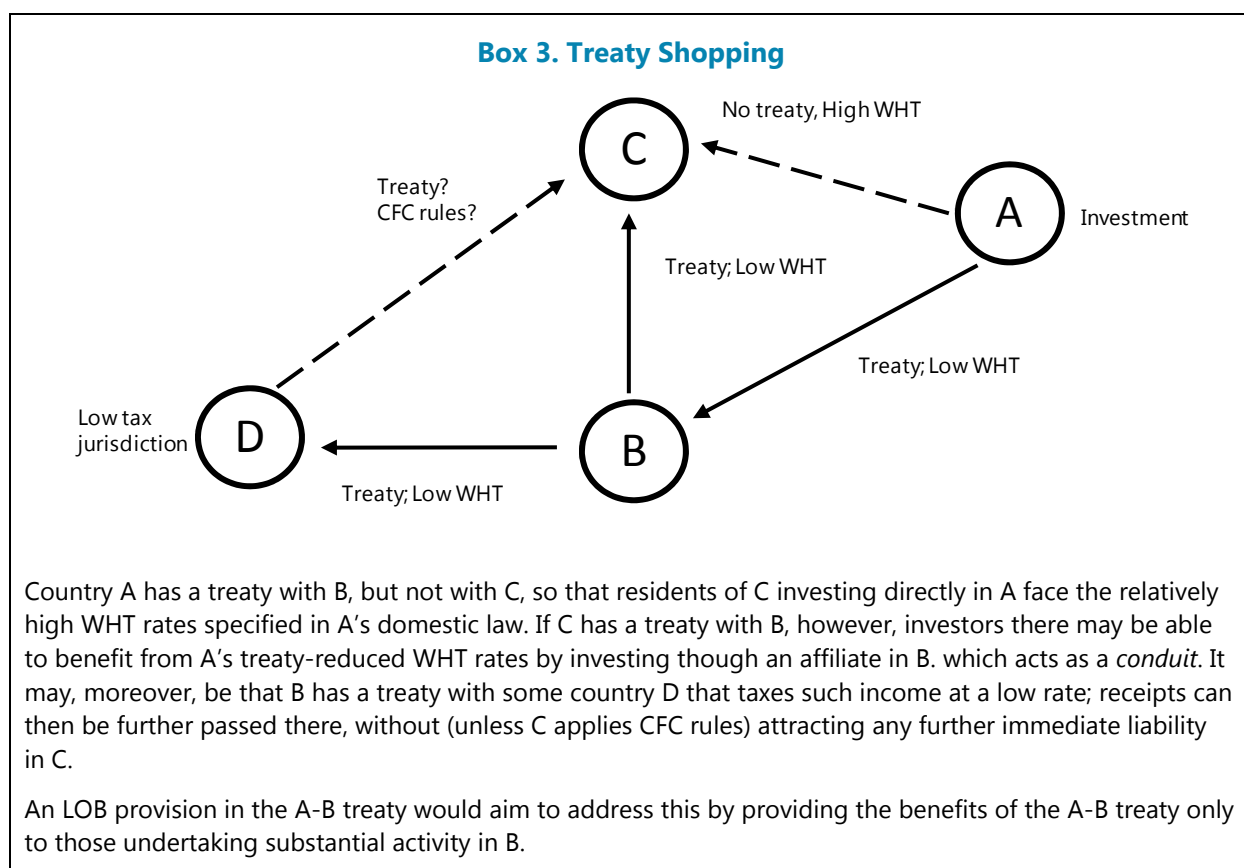 Box 3. Treaty Shopping
No treaty, High WHT
C
Treaty?
CFC rules?
A
Investment
Treaty; Low WHT
Treaty; Low WHT
Low tax
jurisdiction
D
B
Treaty; Low WHT
Country A has a treaty with B, but not with C, so that residents of C investing directly in A face the relatively
high WHT rates specified in A’s domestic law. If C has a treaty with B, however, investors there may be able
to benefit from A’s treaty-reduced WHT rates by investing though an affiliate in B. which acts as a conduit. It
may, moreover, be that B has a treaty with some country D that taxes such income at a low rate; receipts can
then be further passed there, without (unless C applies CFC rules) attracting any further immediate liability
in C.
An LOB provision in the A-B treaty would aim to address this by providing the benefits of the A-B treaty only
to those undertaking substantial activity in B.